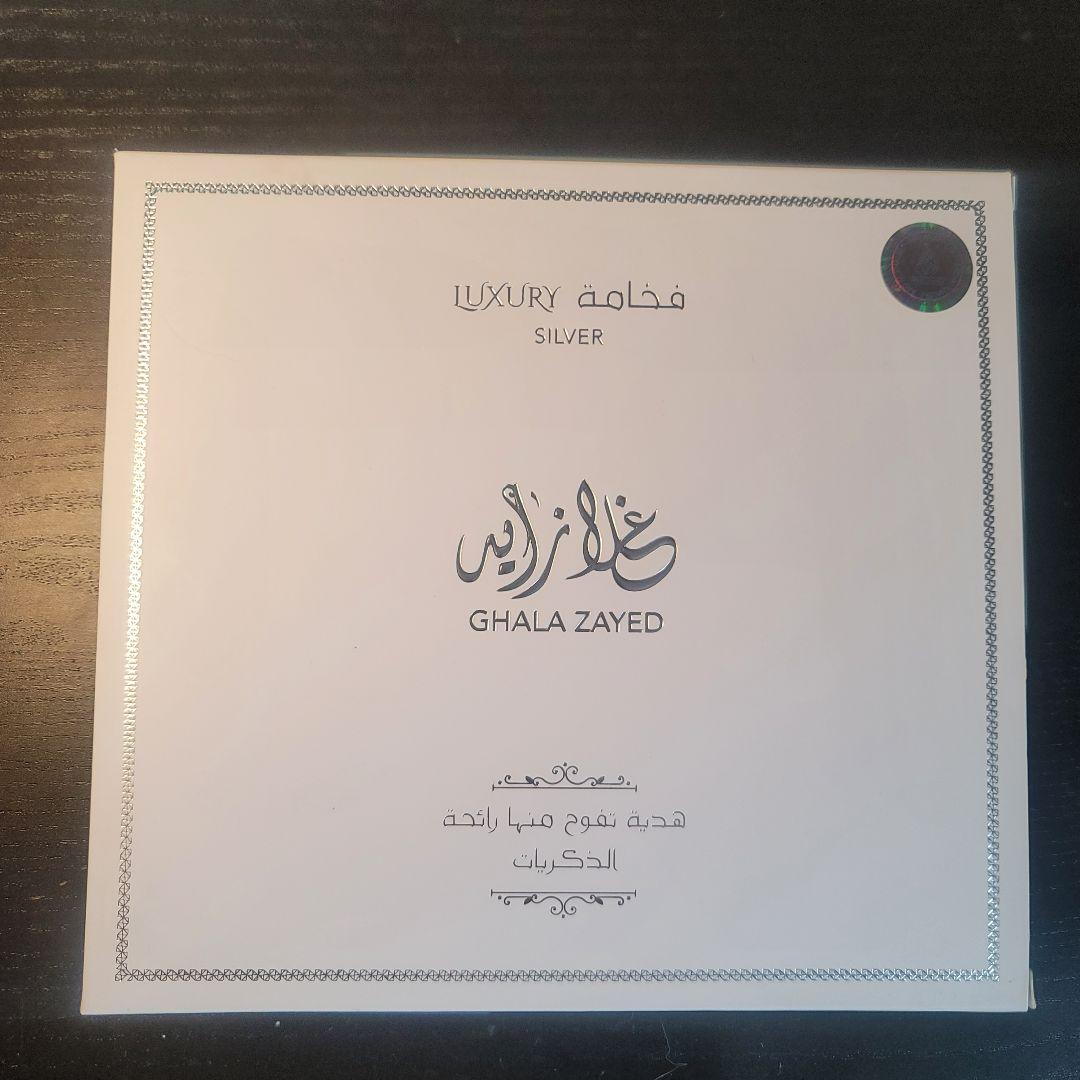 LUXURY فخامة
SILVER
غلا زايد
GHALA ZAYED
هدية تفوح منها رائحة
الذكريات